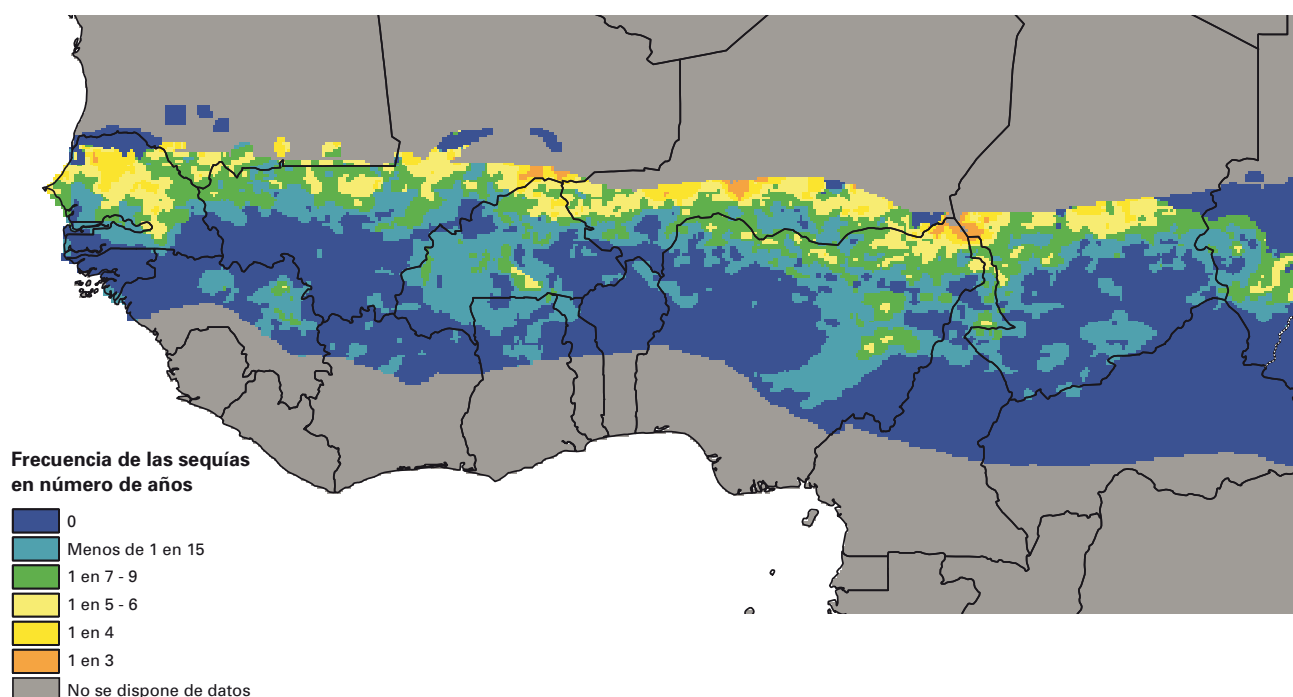 Frecuencia de las sequías
en número de años
0
Menos de 1 en 15
1 en 7 - 9
1 en 5 - 6
1 en 4
1 en 3
No se dispone de datos